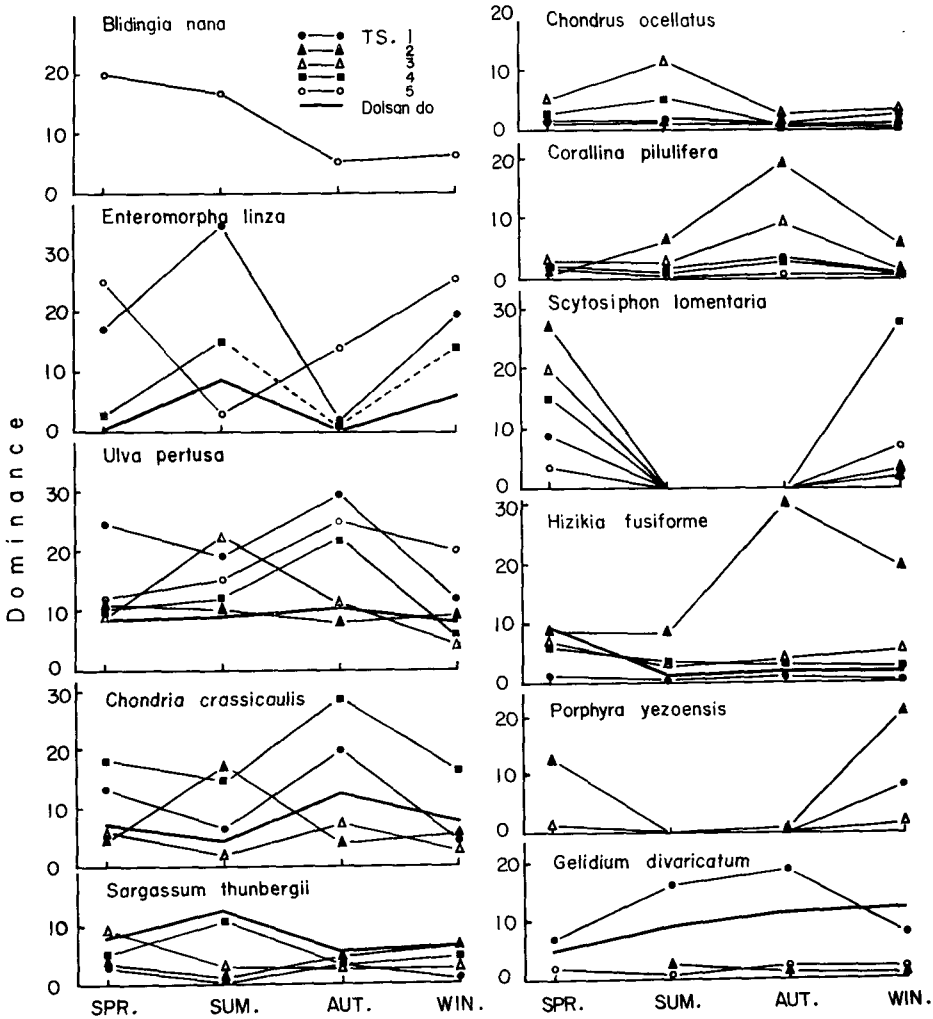 Blidingia nana
TS. 1
2
3
4
5
Dolsan do
20
10
0
Enteromorpha linza
30
20
10
0
Ulva pertusa
30
20
10
0
Chondria crassicaulis
30
20
10
0
Sargassum thunbergii
10
0
SPR. SUM. AUT. WIN.
Dominance
Chondrus ocellatus
20
10
0
Corallina pilulifera
20
10
0
Scytosiphon lomentaria
30
20
10
0
Hizikia fusiforme
30
20
10
0
Porphyra yezoensis
20
10
0
Gelidium divaricatum
20
10
0
SPR. SUM. AUT. WIN.